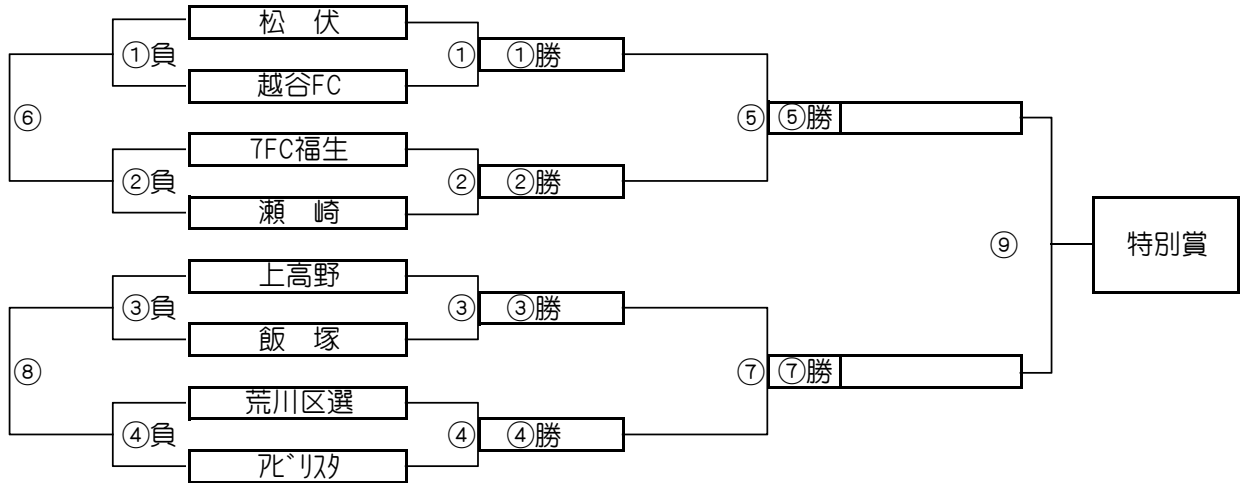 松　伏
①負 ① ①勝
越谷FC
⑥ ⑤ ⑤勝
7FC福生
②負 ② ②勝
瀬　崎
⑨ 特別賞
上高野
③負 ③ ③勝
飯　塚
⑧ ⑦ ⑦勝
荒川区選
④負 ④ ④勝
ｱﾋﾞﾘｽﾀ